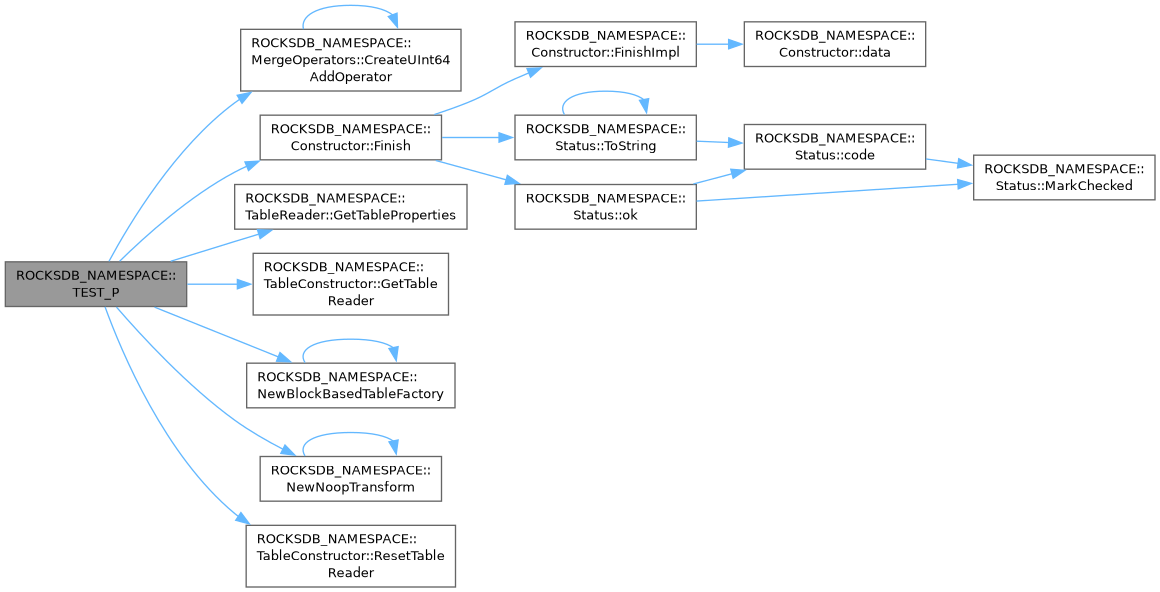 ROCKSDB_NAMESPACE::
TEST_P
ROCKSDB_NAMESPACE::
MergeOperators::CreateUInt64
AddOperator
ROCKSDB_NAMESPACE::
Constructor::Finish
ROCKSDB_NAMESPACE::
Constructor::FinishImpl
ROCKSDB_NAMESPACE::
Constructor::data
ROCKSDB_NAMESPACE::
Status::ToString
ROCKSDB_NAMESPACE::
Status::code
ROCKSDB_NAMESPACE::
Status::MarkChecked
ROCKSDB_NAMESPACE::
Status::ok
ROCKSDB_NAMESPACE::
TableReader::GetTableProperties
ROCKSDB_NAMESPACE::
TableConstructor::GetTable
Reader
ROCKSDB_NAMESPACE::
NewBlockBasedTableFactory
ROCKSDB_NAMESPACE::
NewNoopTransform
ROCKSDB_NAMESPACE::
TableConstructor::ResetTable
Reader